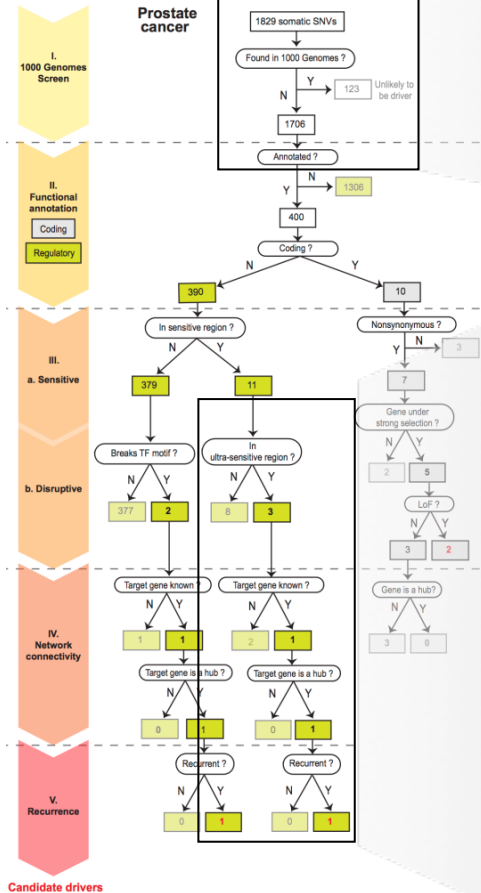 Prostate
cancer
1829 somatic SNVs
I.
1000 Genomes
Screen
Found in 1000 Genomes ?
Y
N
123
Unlikely to
be driver
1706
Annotated ?
II.
Functional
annotation
Coding
Regulatory
N
Y
1306
400
Coding ?
N
Y
390
10
In sensitive region ?
Nonsynonymous ?
III.
a. Sensitive
N
Y
N
Y
3
379
11
7
Gene under
strong selection ?
Breaks TF motif ?
In
ultra-sensitive region ?
b. Disruptive
N
Y
N
Y
N
Y
2
5
377
2
8
3
LoF ?
N
Y
3
2
Target gene known ?
Target gene known ?
Gene is a hub?
IV.
Network
connectivity
N
Y
N
Y
N
Y
1
1
2
1
3
0
Target gene is a hub ?
Target gene is a hub ?
N
Y
N
Y
0
1
0
1
Recurrent ?
Recurrent ?
V.
Recurrence
N
Y
N
Y
0
1
0
1
Candidate drivers